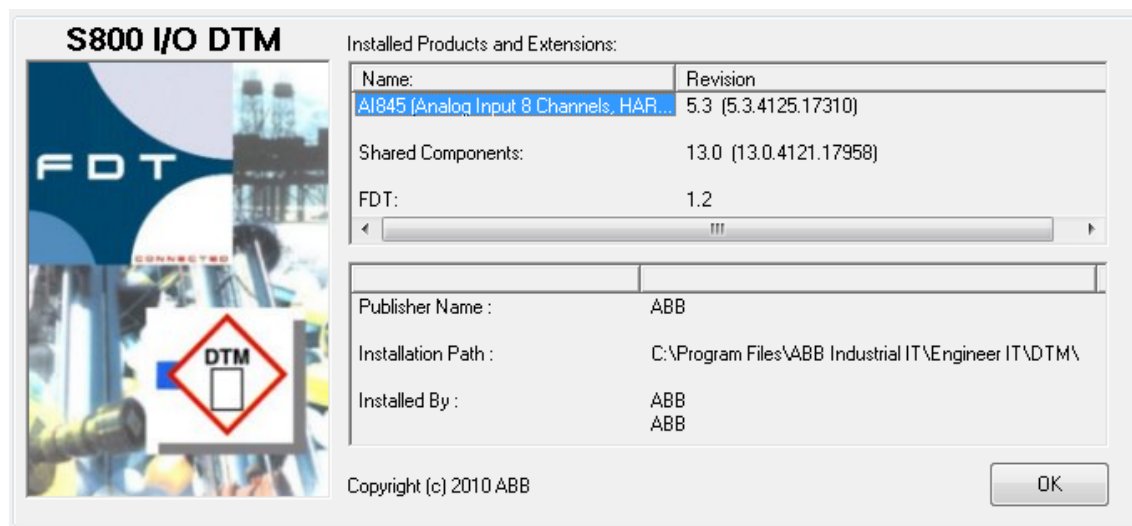 S800 I/O DTM
FDT
CONNECTED
DTM
Installed Products and Extensions:
Name: Revision
AI845 (Analog Input 8 Channels, HAR... 5.3 (5.3.4125.17310)
Shared Components: 13.0 (13.0.4121.17958)
FDT: 1.2
Publisher Name : ABB
Installation Path : C:\Program Files\ABB Industrial IT\Engineer IT\DTM\
Installed By : ABB
ABB
Copyright (c) 2010 ABB
OK